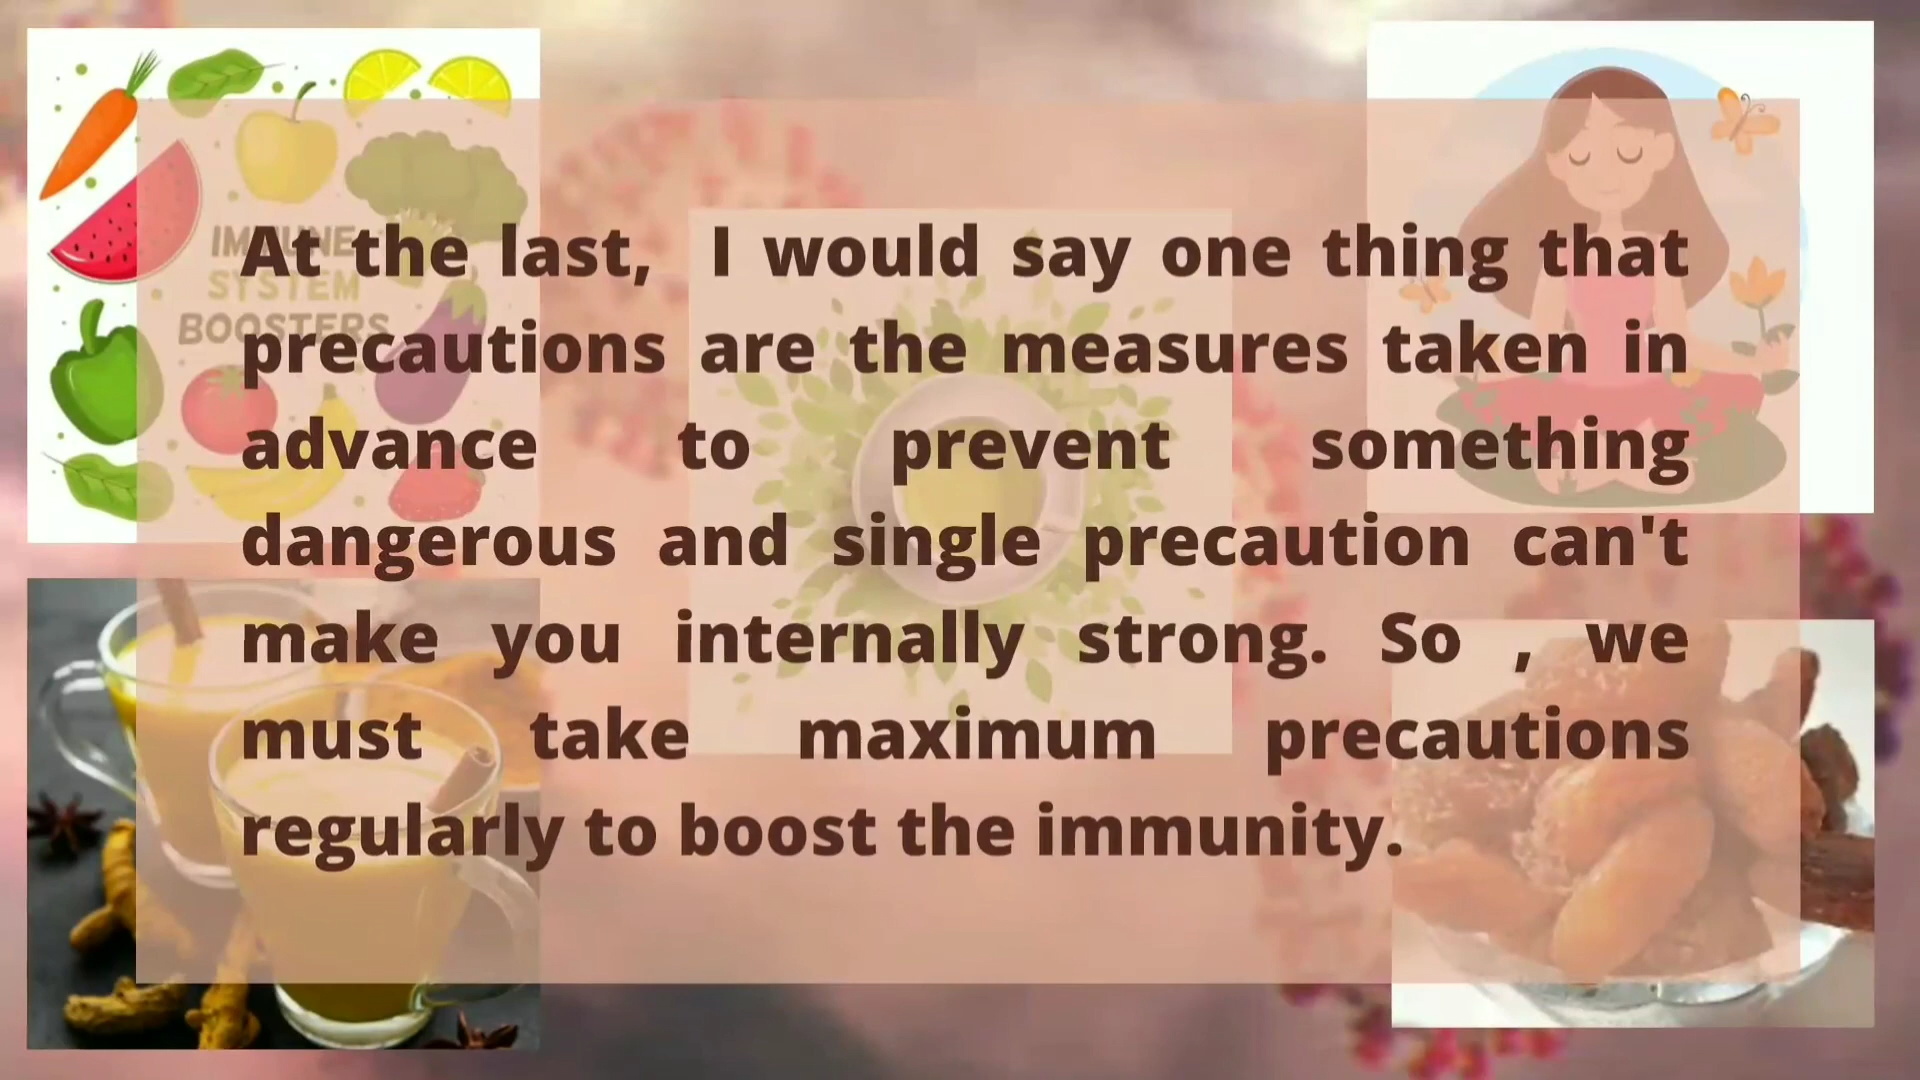 IMMUNE
SYSTEM
BOOSTERS
At the last, I would say one thing that
precautions are the measures taken in
advance to prevent something
dangerous and single precaution can't
make you internally strong. So , we
must take maximum precautions
regularly to boost the immunity.